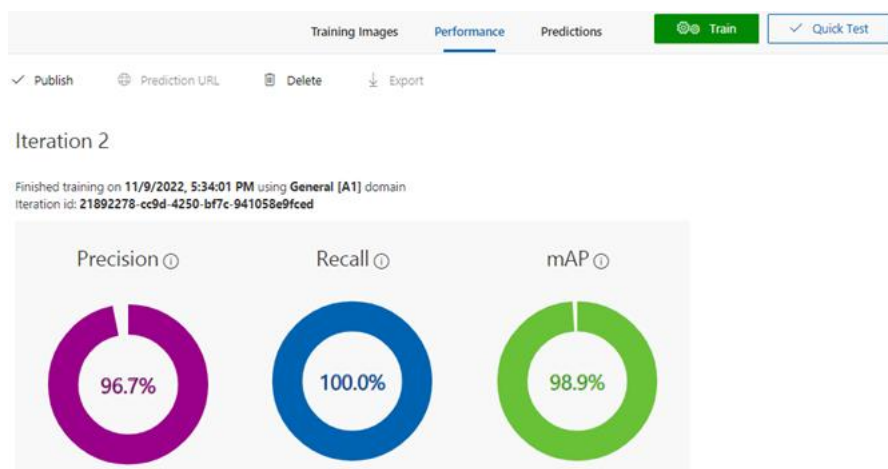 Training Images Performance Predictions Train Quick Test
Publish Prediction URL Delete Export
Iteration 2
Finished training on 11/9/2022, 5:34:01 PM using General [A1] domain
Iteration id: 21892278-cc9d-4250-bf7c-941058e9fced
Precision Recall mAP
96.7% 100.0% 98.9%